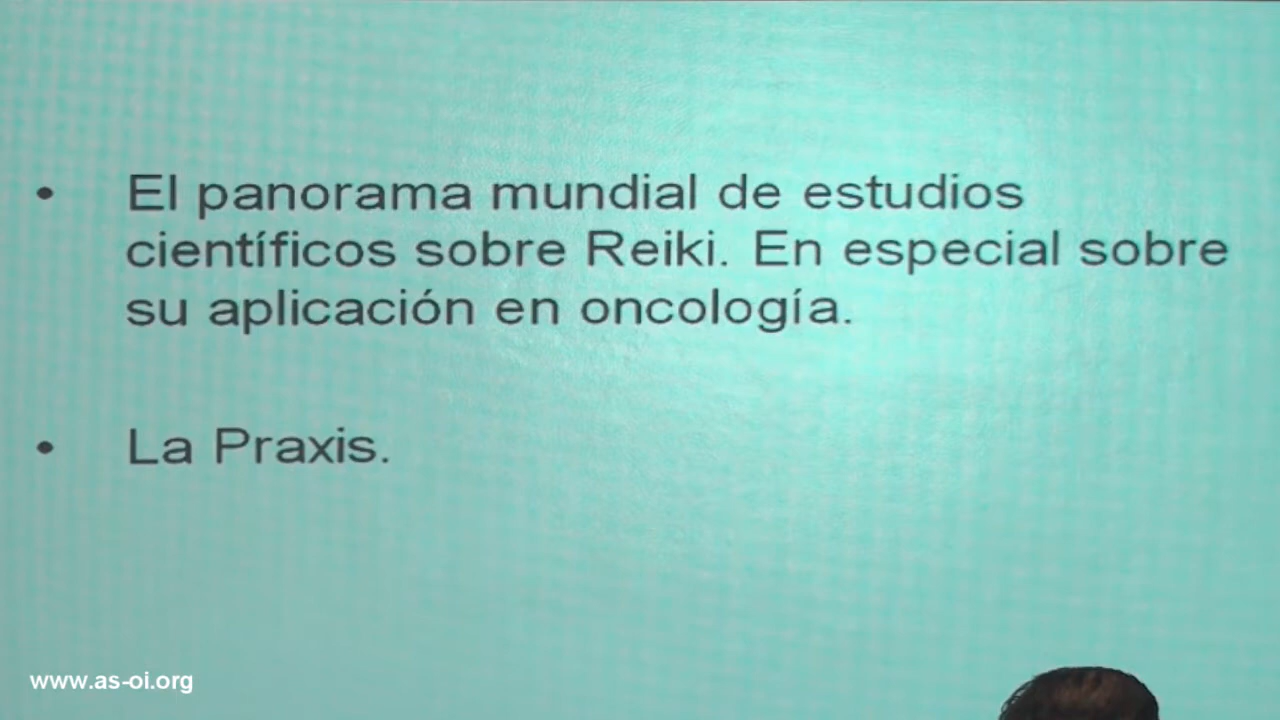 • El panorama mundial de estudios
científicos sobre Reiki. En especial sobre
su aplicación en oncología.
• La Praxis.
www.as-oi.org